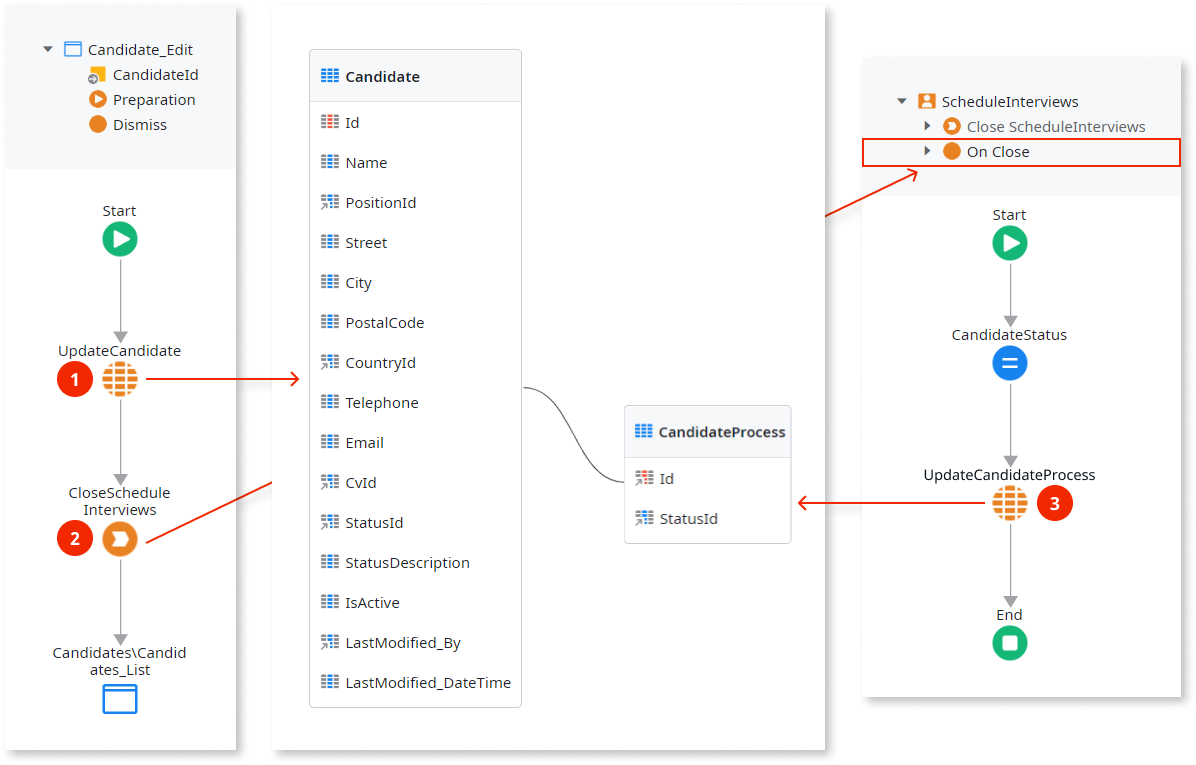 Candidate_Edit
CandidateId
Preparation
Dismiss
Start
UpdateCandidate
1
CloseSchedule
Interviews
2
Candidates\Candid
ates_List
Candidate
Id
Name
PositionId
Street
City
PostalCode
CountryId
Telephone
Email
CvId
StatusId
StatusDescription
IsActive
LastModified_By
LastModified_DateTime
CandidateProcess
Id
StatusId
ScheduleInterviews
Close ScheduleInterviews
On Close
Start
CandidateStatus
UpdateCandidateProcess
3
End